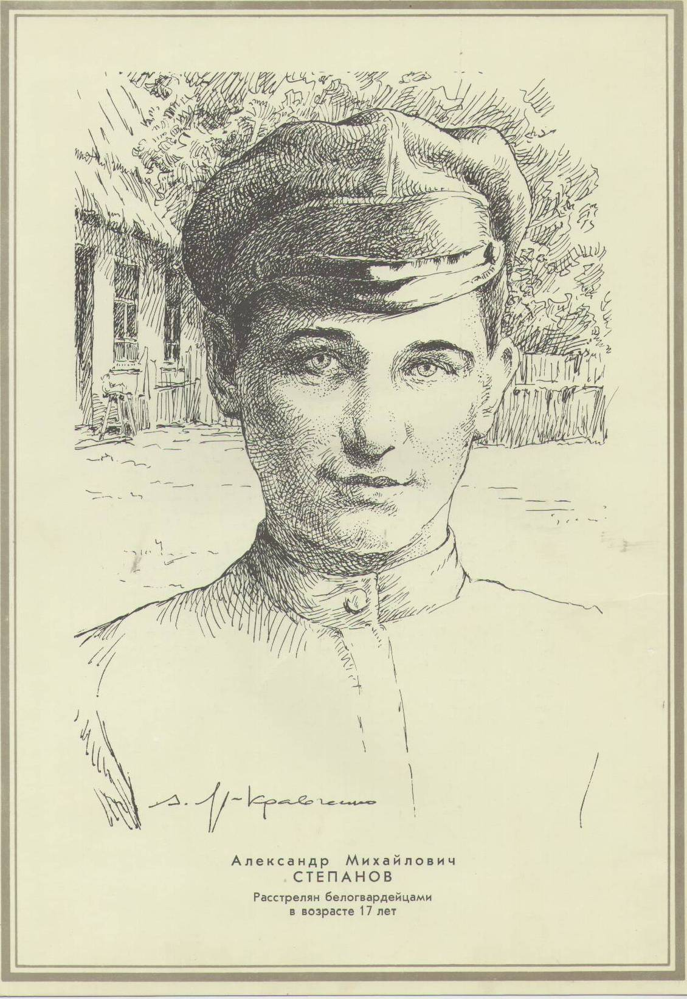 Александр Михайлович
СТЕПАНОВ
Расстрелян белогвардейцами
в возрасте 17 лет